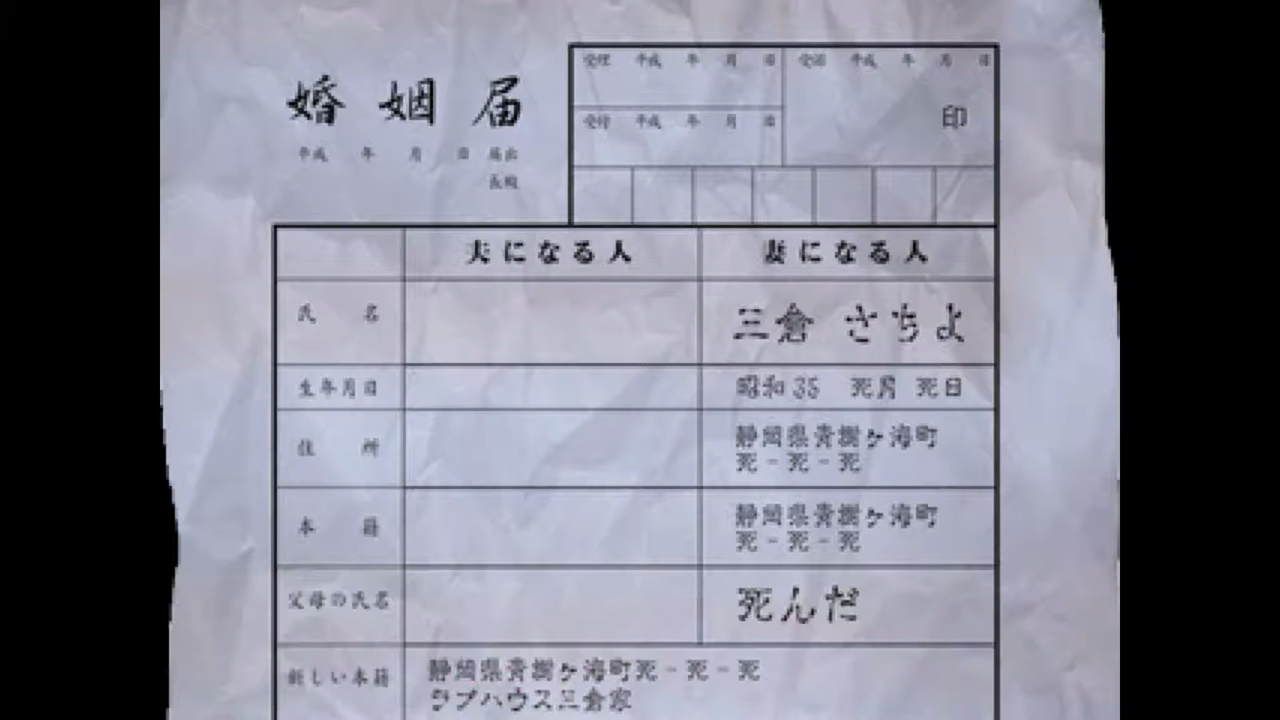 婚姻届
平成 年 月 日 届出
長殿
受理 平成 年 月 日
受付 平成 年 月 日
平成 年 月 日
印
夫になる人 妻になる人
氏名 三倉 さちよ
生年月日 昭和35 死月 死日
住所 静岡県青樹ヶ海町
死-死-死
本籍 静岡県青樹ヶ海町
死-死-死
父母の氏名 死んだ
新しい本籍 静岡県青樹ヶ海町死-死-死
ラブハウス三倉家